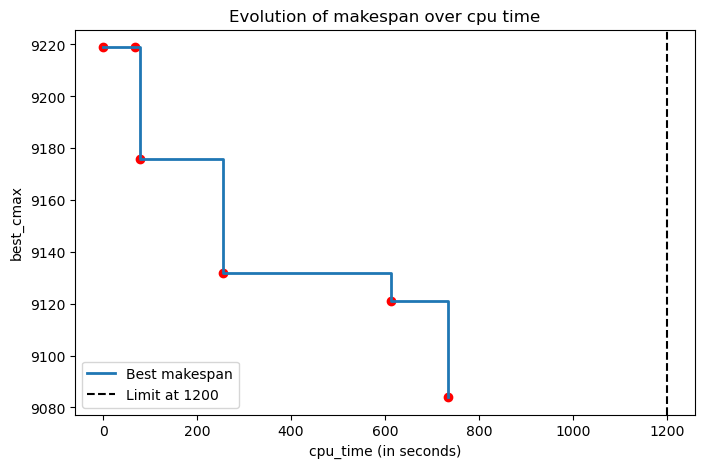 Evolution of makespan over cpu time
best_cmax
9220
9200
9180
9160
9140
9120
9100
9080
Best makespan
Limit at 1200
0 200 400 600 800 1000 1200
cpu_time (in seconds)